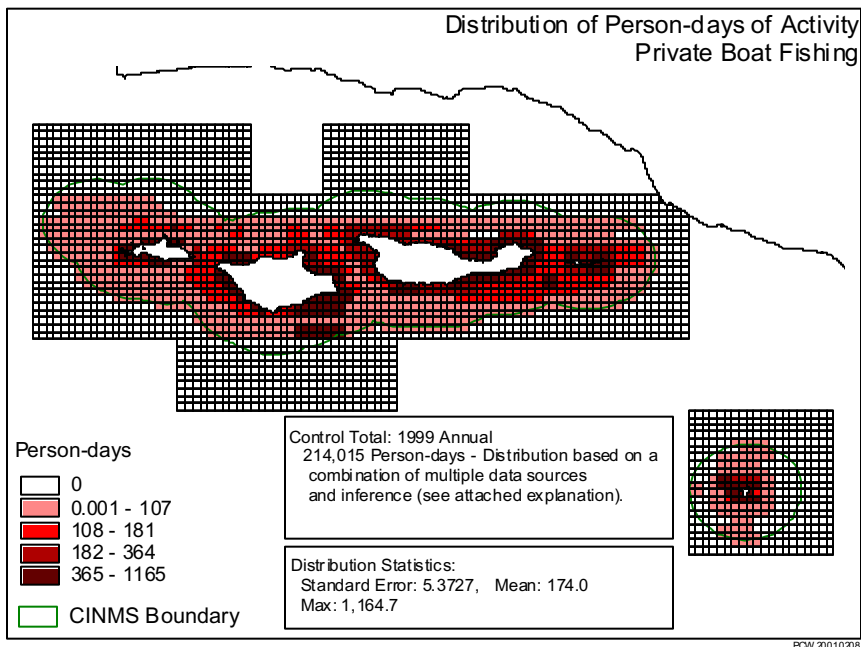 Distribution of Person-days of Activity
Private Boat Fishing
Person-days
0
0.001 - 107
108 - 181
182 - 364
365 - 1165
CINMS Boundary
Control Total: 1999 Annual
214,015 Person-days - Distribution based on a
combination of multiple data sources
and inference (see attached explanation).
Distribution Statistics:
Standard Error: 5.3727, Mean: 174.0
Max: 1,164.7
PCW 20010208